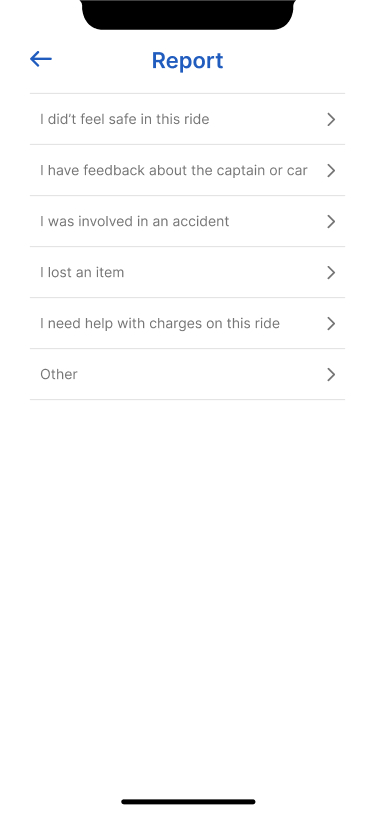 Report
I did't feel safe in this ride
I have feedback about the captain or car
I was involved in an accident
I lost an item
I need help with charges on this ride
Other